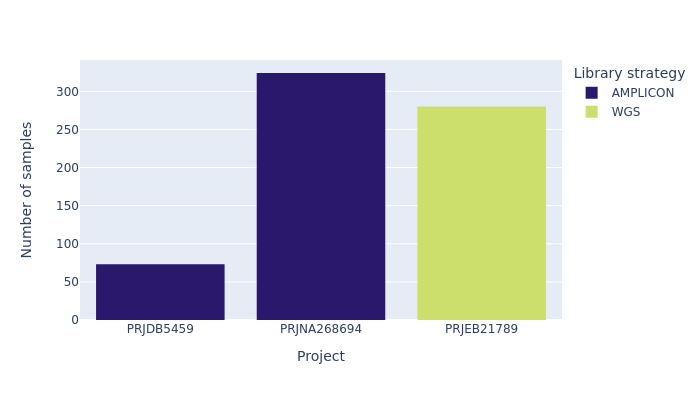 Library strategy
AMPLICON
WGS
Number of samples
300
250
200
150
100
50
0
PRJDB5459 PRJNA268694 PRJEB21789
Project